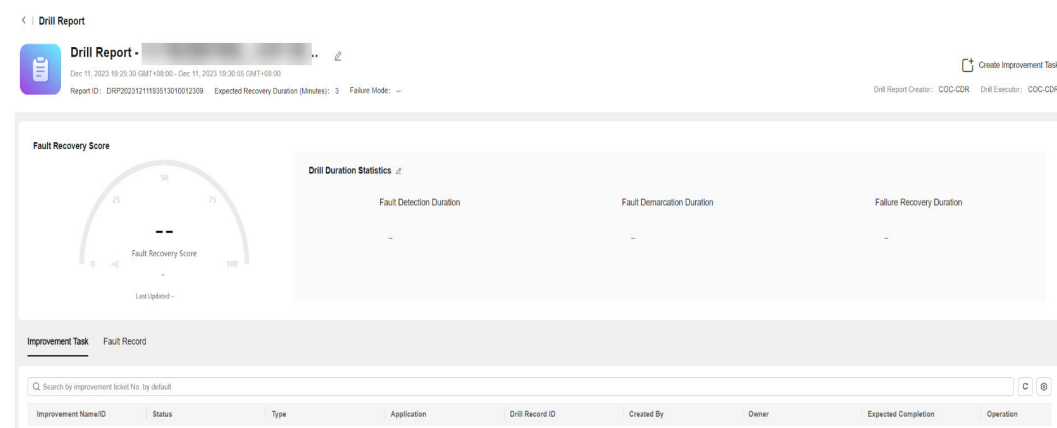 Drill Report
Drill Report - ..
Dec 11, 2023 19:25:30 GMT+08:00 - Dec 11, 2023 19:30:55 GMT+08:00
Create Improvement Task
Report ID: DRP20231211193513010012309 Expected Recovery Duration (Minutes): 3 Failure Mode: --
Drill Report Creator: COC-CDR Drill Executor: COC-CDR
Fault Recovery Score
Drill Duration Statistics
50
25 75
Fault Detection Duration Fault Demarcation Duration Failure Recovery Duration
--
-- -- --
Fault Recovery Score
0 100
--
Last Updated:--
Improvement Task Fault Record
Search by improvement ticket No. by default
Improvement Name/ID Status Type Application Drill Record ID Created By Owner Expected Completion Operation